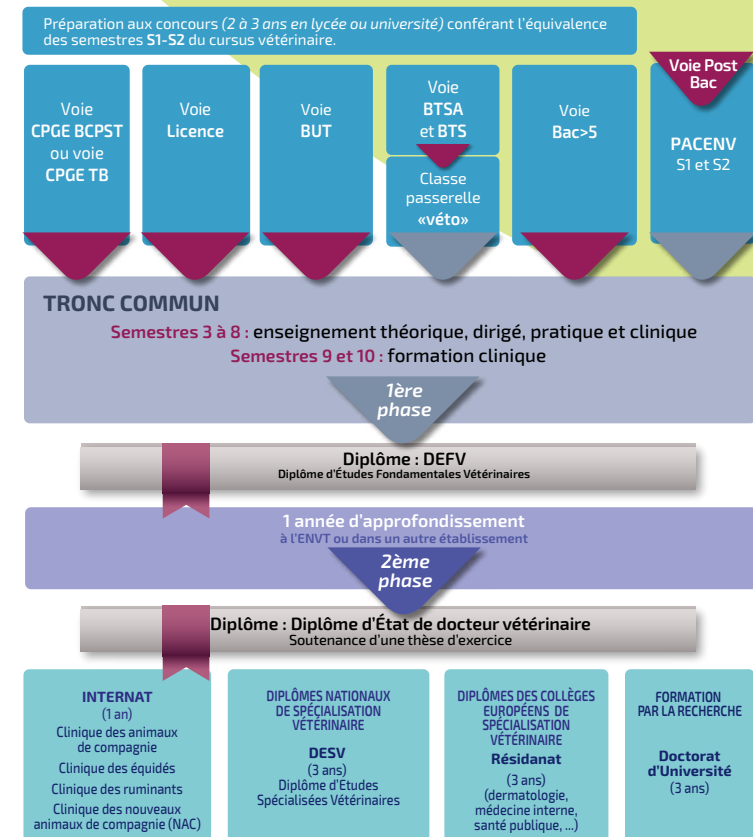 Préparation aux concours (2 à 3 ans en lycée ou université) conférant l'équivalence
des semestres S1-S2 du cursus vétérinaire.
Voie
CPGE BCPST
ou voie
CPGE TB
Voie
Licence
Voie
BUT
Voie
BTSA
et BTS
Classe
passerelle
«véto»
Voie
Bac>5
Voie Post
Bac
PACENV
S1 et S2
TRONC COMMUN
Semestres 3 à 8 : enseignement théorique, dirigé, pratique et clinique
Semestres 9 et 10 : formation clinique
1ère
phase
Diplôme : DEFV
Diplôme d'Études Fondamentales Vétérinaires
1 année d'approfondissement
à l'ENVT ou dans un autre établissement
2ème
phase
Diplôme : Diplôme d'État de docteur vétérinaire
Soutenance d'une thèse d'exercice
INTERNAT
(1 an)
Clinique des animaux
de compagnie
Clinique des équidés
Clinique des ruminants
Clinique des nouveaux
animaux de compagnie (NAC)
DIPLÔMES NATIONAUX
DE SPÉCIALISATION
VÉTÉRINAIRE
DESV
(3 ans)
Diplôme d'Etudes
Spécialisées Vétérinaires
DIPLÔMES DES COLLÈGES
EUROPÉENS DE
SPÉCIALISATION
VÉTÉRINAIRE
Résidanat
(3 ans)
(dermatologie,
médecine interne,
santé publique, ...)
FORMATION
PAR LA RECHERCHE
Doctorat
d'Université
(3 ans)